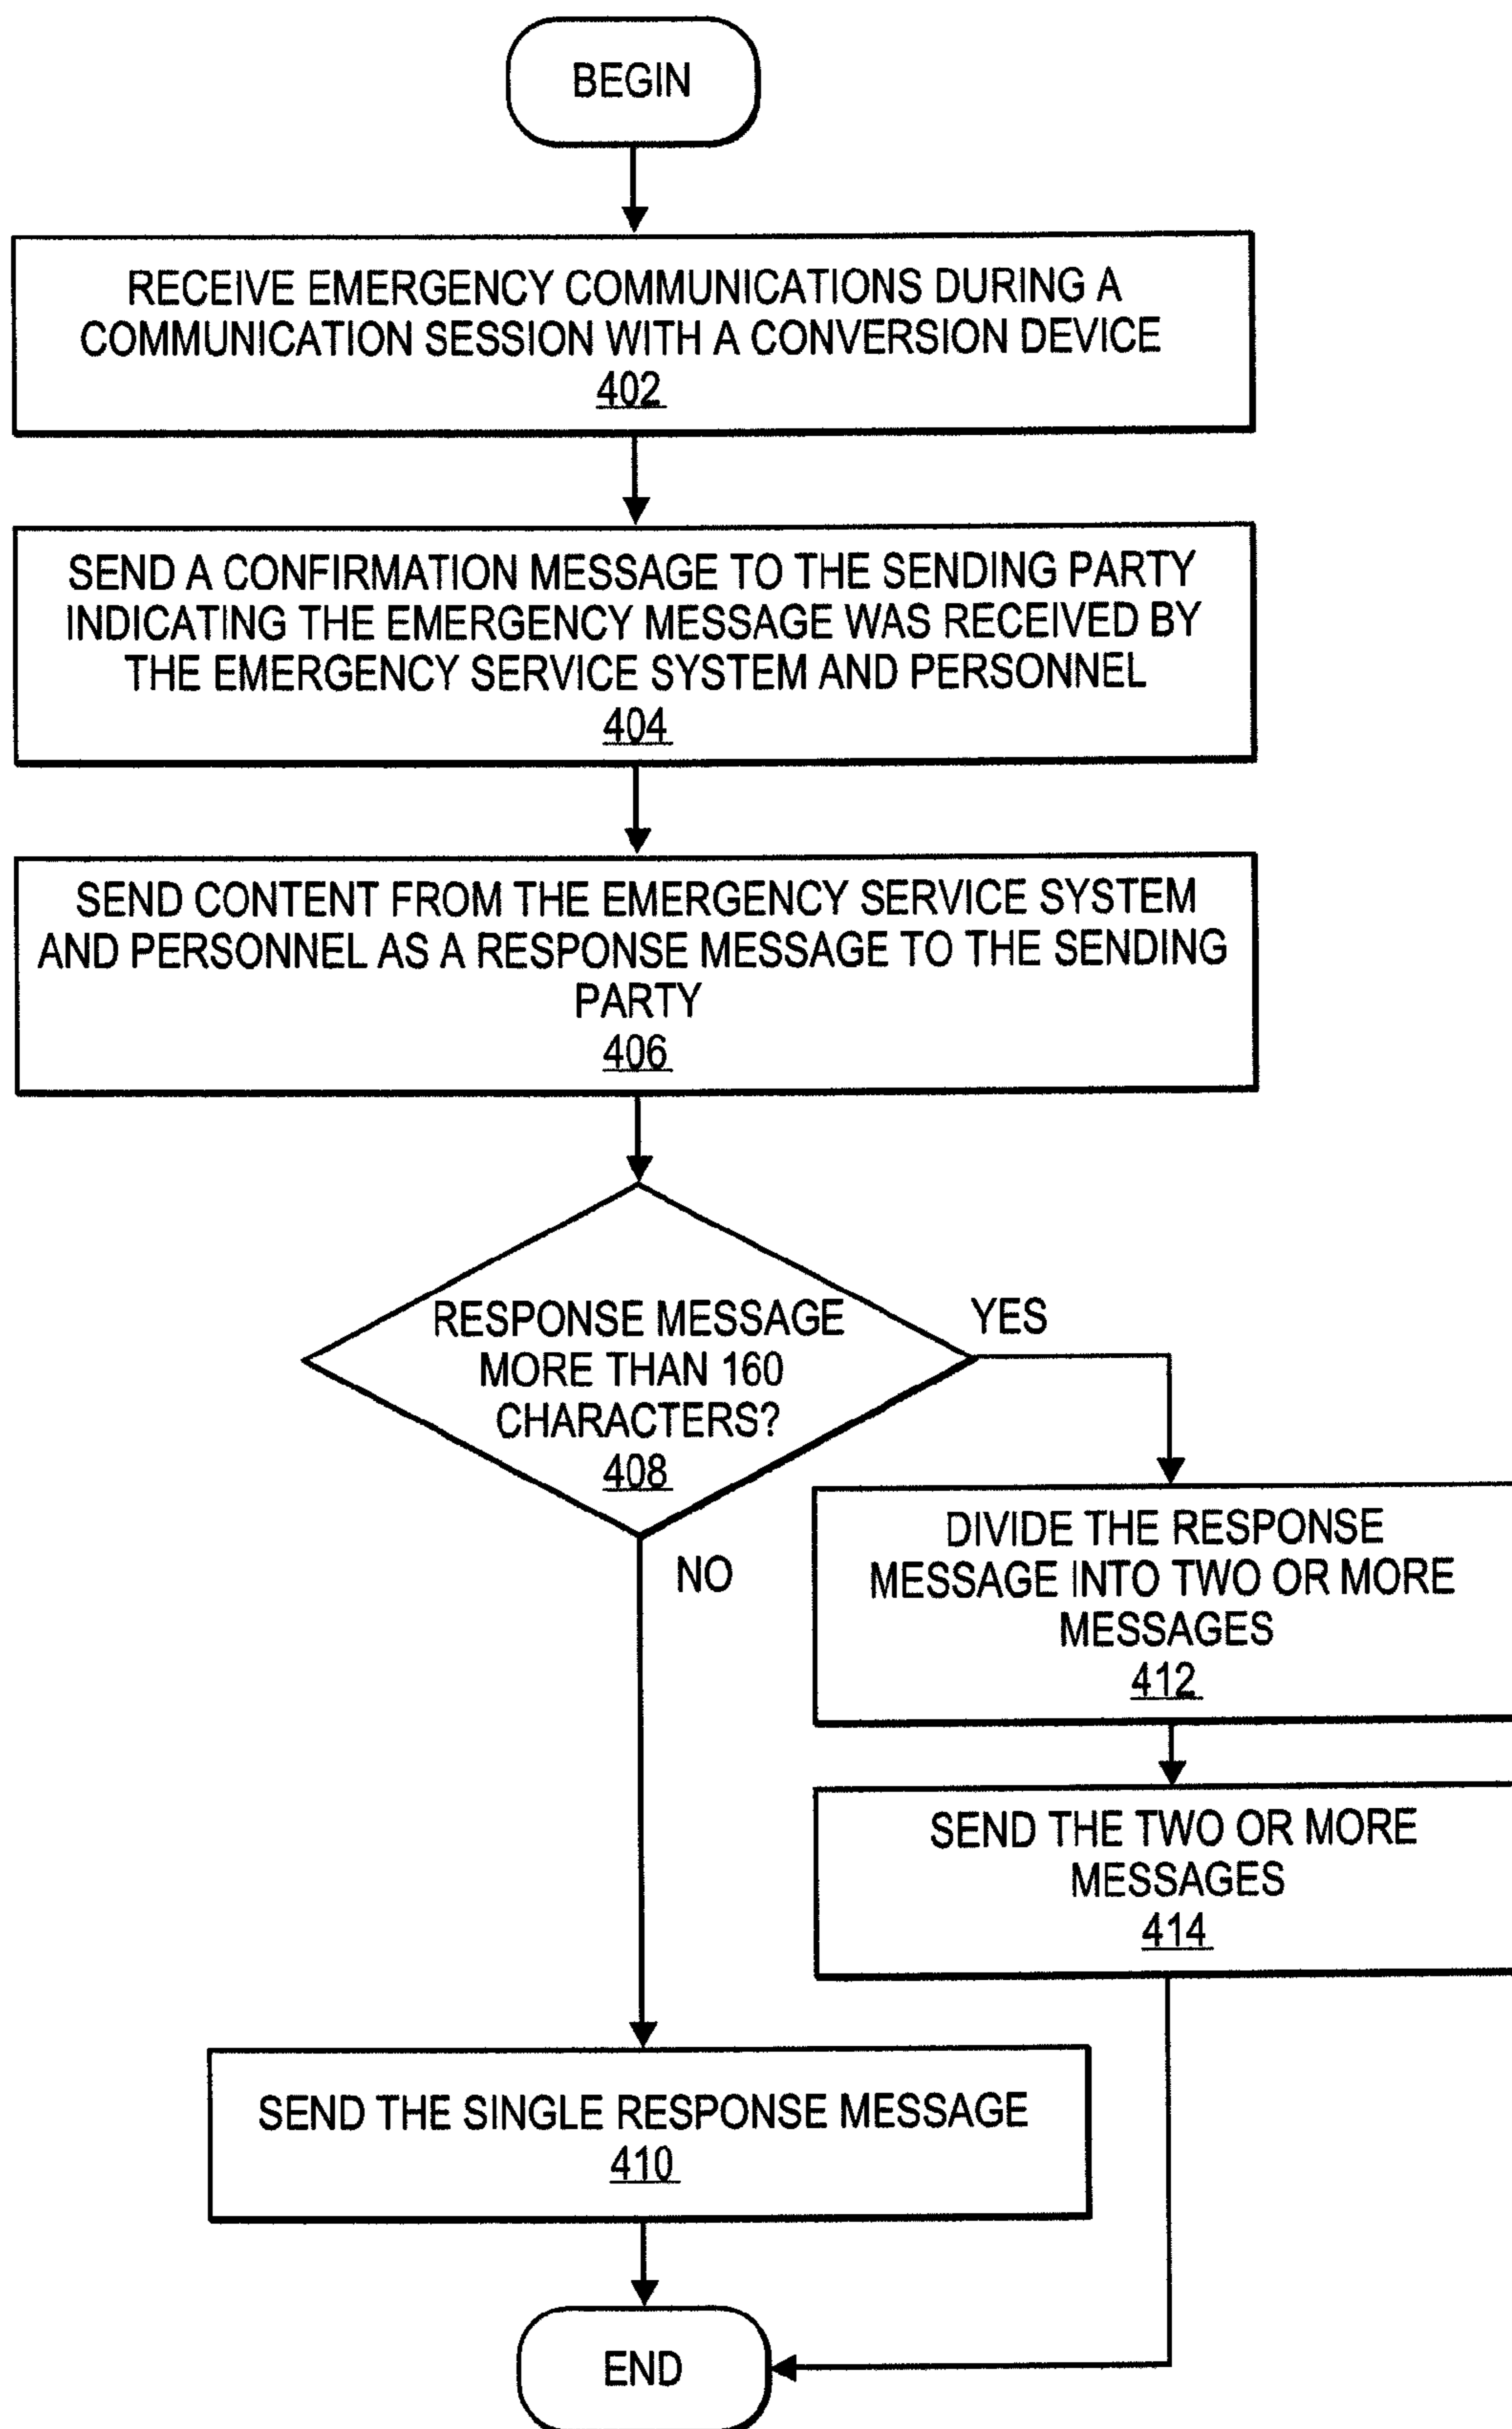 BEGIN
RECEIVE EMERGENCY COMMUNICATIONS DURING A
COMMUNICATION SESSION WITH A CONVERSION DEVICE
402
SEND A CONFIRMATION MESSAGE TO THE SENDING PARTY
INDICATING THE EMERGENCY MESSAGE WAS RECEIVED BY
THE EMERGENCY SERVICE SYSTEM AND PERSONNEL
404
SEND CONTENT FROM THE EMERGENCY SERVICE SYSTEM
AND PERSONNEL AS A RESPONSE MESSAGE TO THE SENDING
PARTY
406
RESPONSE MESSAGE
MORE THAN 160
CHARACTERS?
408
YES
NO
DIVIDE THE RESPONSE
MESSAGE INTO TWO OR MORE
MESSAGES
412
SEND THE TWO OR MORE
MESSAGES
414
SEND THE SINGLE RESPONSE MESSAGE
410
END